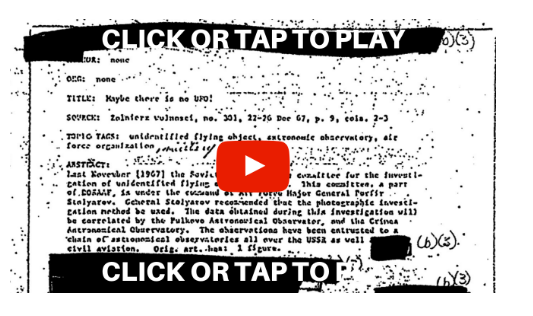 CLICK OR TAP TO PLAY
(b)(3)
none
ORG: none
TITLE: Maybe there is no UFO!
SOURCE: Zolnierz wolnosci, no. 301, 22-26 Dec 67, p. 9, cols. 2-3
TOPIC TAGS: unidentified flying object, astronomic observatory, air
force organization
ABSTRACT:
Last November [1967] the committee for the investi-
gation of unidentified flying This committee, a part
of DOSAAF, is under the command of Air Force Major General Porfir
Stolyarov. General Stolyarov recommended that the photographic investi-
gation method be used. The data obtained during this investigation will
be correlated by the Pulkovo Astronomical Observator, and the Crimea
Astronomical Observatory. The observations have been entrusted to a
chain of astronomical observatories all over the USSR as well
civil aviation. Orig. art. has: 1 figure.
(b)(3)
CLICK OR TAP TO P
(b)(3)